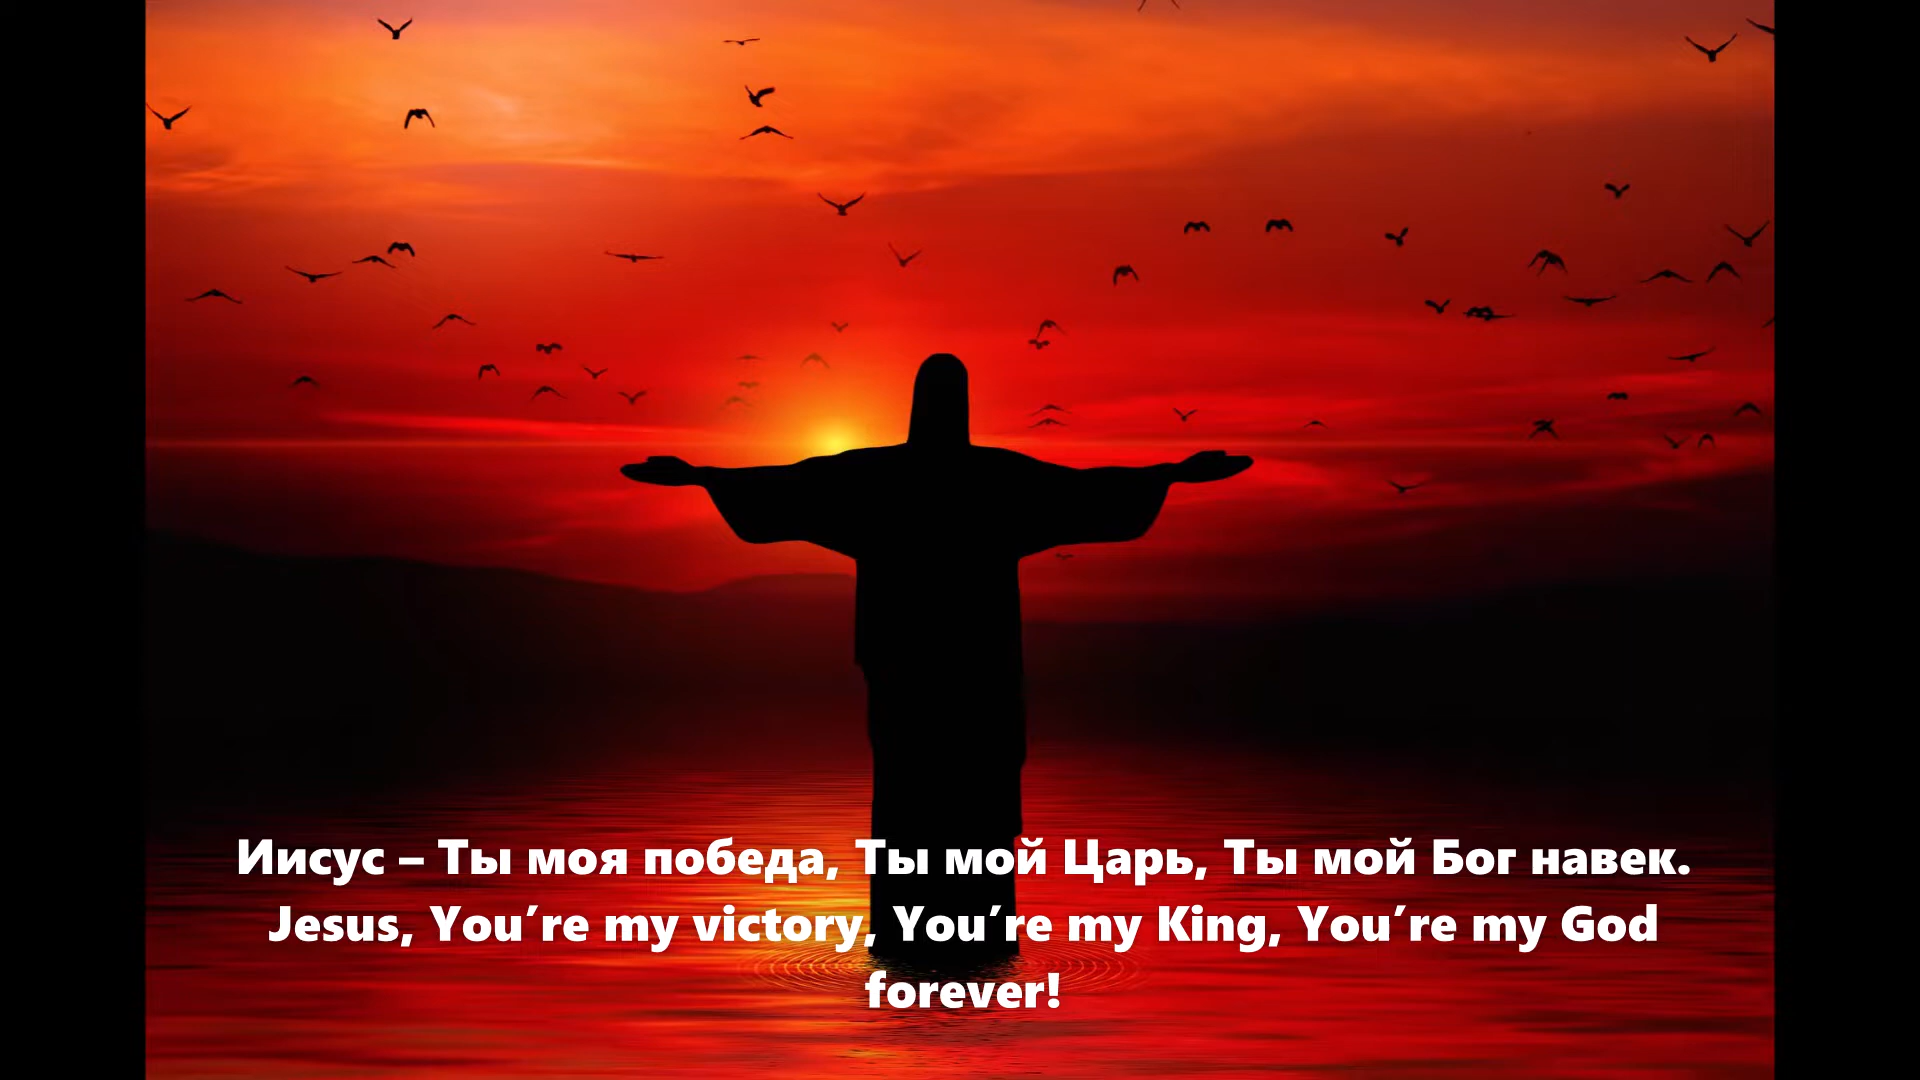 Иисус – Ты моя победа, Ты мой Царь, Ты мой Бог навек.
Jesus, You’re my victory, You’re my King, You’re my God
forever!